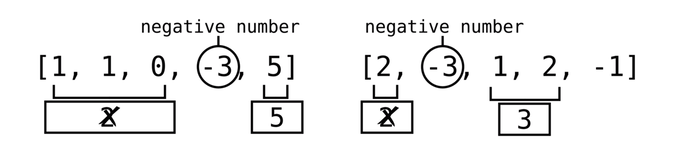 negative number negative number
[1, 1, 0, -3, 5] [2, -3, 1, 2, -1]
2 5 2 3